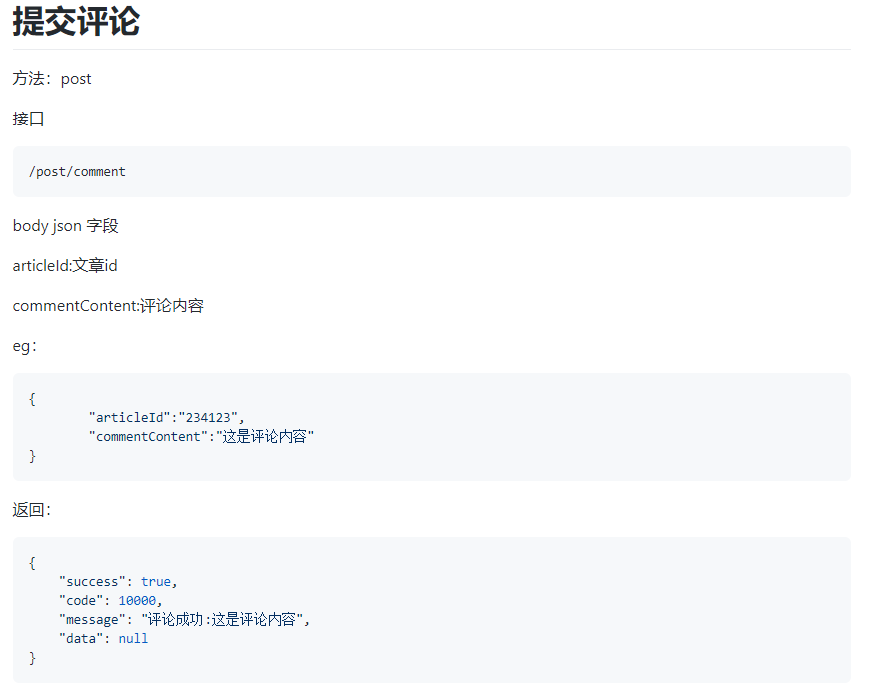 提交评论
方法：post
接口
/post/comment
body json 字段
articleId:文章id
commentContent:评论内容
eg：
{
        "articleId":"234123",
        "commentContent":"这是评论内容"
}
返回：
{
    "success": true,
    "code": 10000,
    "message": "评论成功:这是评论内容",
    "data": null
}